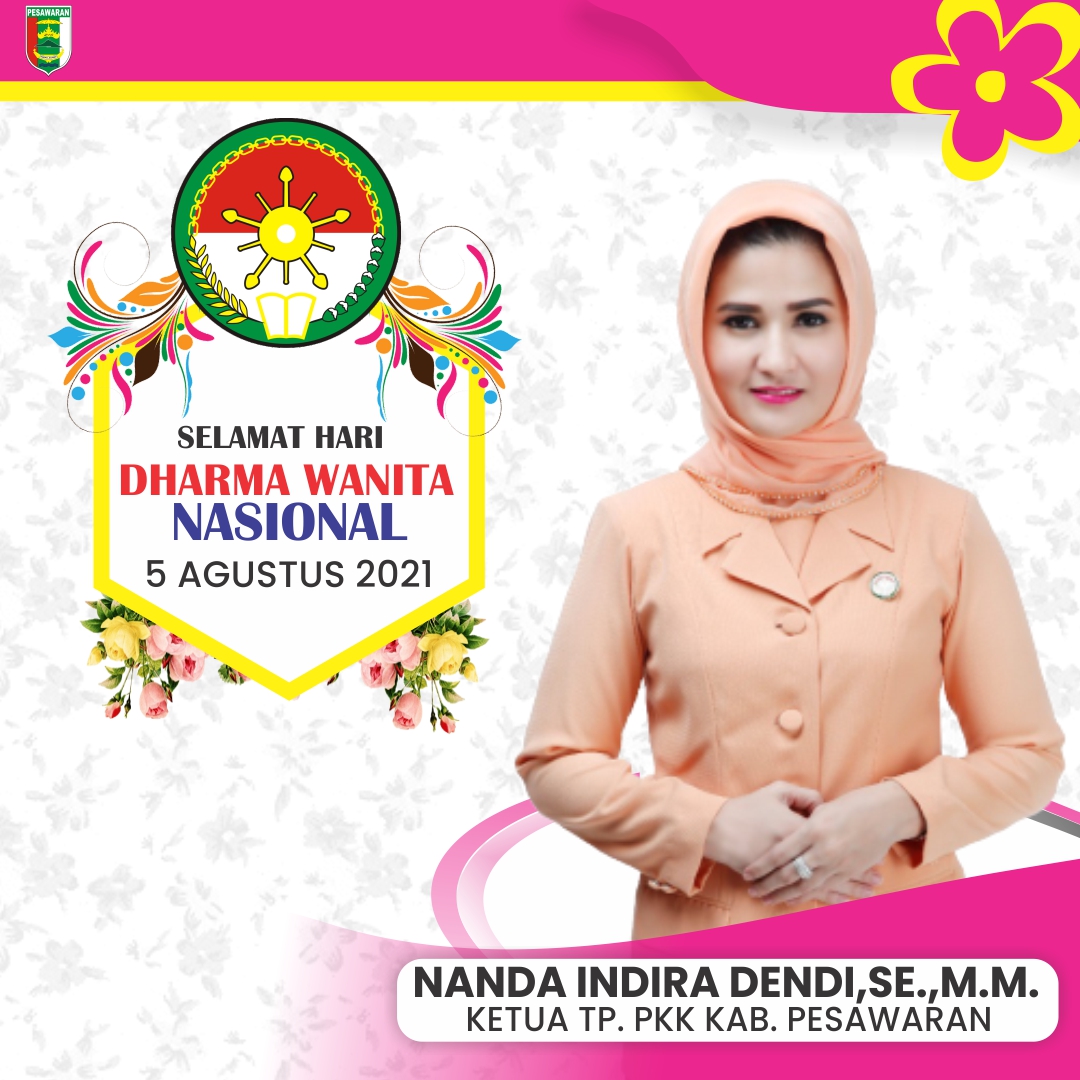 PESAWARAN
SELAMAT HARI
DHARMA WANITA
NASIONAL
5 AGUSTUS 2021
NANDA INDIRA DENDI,SE.,M.M.
KETUA TP. PKK KAB. PESAWARAN